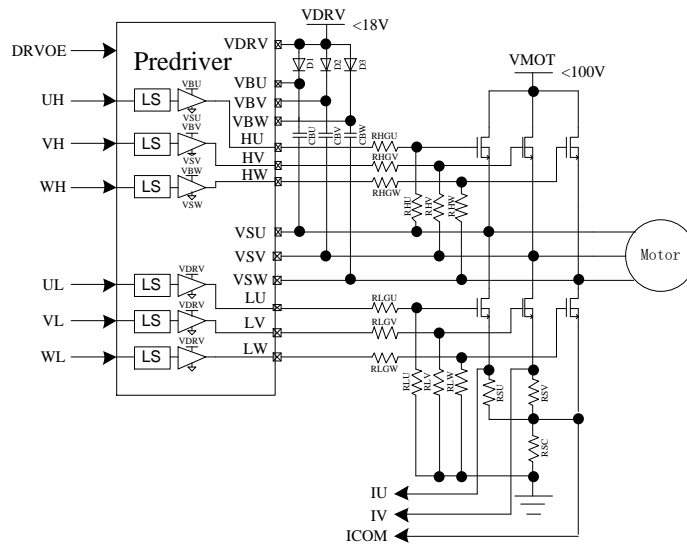 VDRV
<18V
DRVOE
Predriver
VDRV
D1
D2
D3
VMOT
<100V
VBU
UH
LS
VBU
VSU
VBV
VBW
CBU
CBV
CBW
HU
RHGU
VH
LS
VBV
VSV
HV
RHGV
WH
LS
VBW
VSW
HW
RHGW
RHU
RHV
RHW
VSU
VSV
Motor
VSW
UL
LS
VDRV
LU
RLGU
VL
LS
VDRV
LV
RLGV
WL
LS
VDRV
LW
RLGW
RLU
RLV
RLW
RSU
RSV
RSC
IU
IV
ICOM